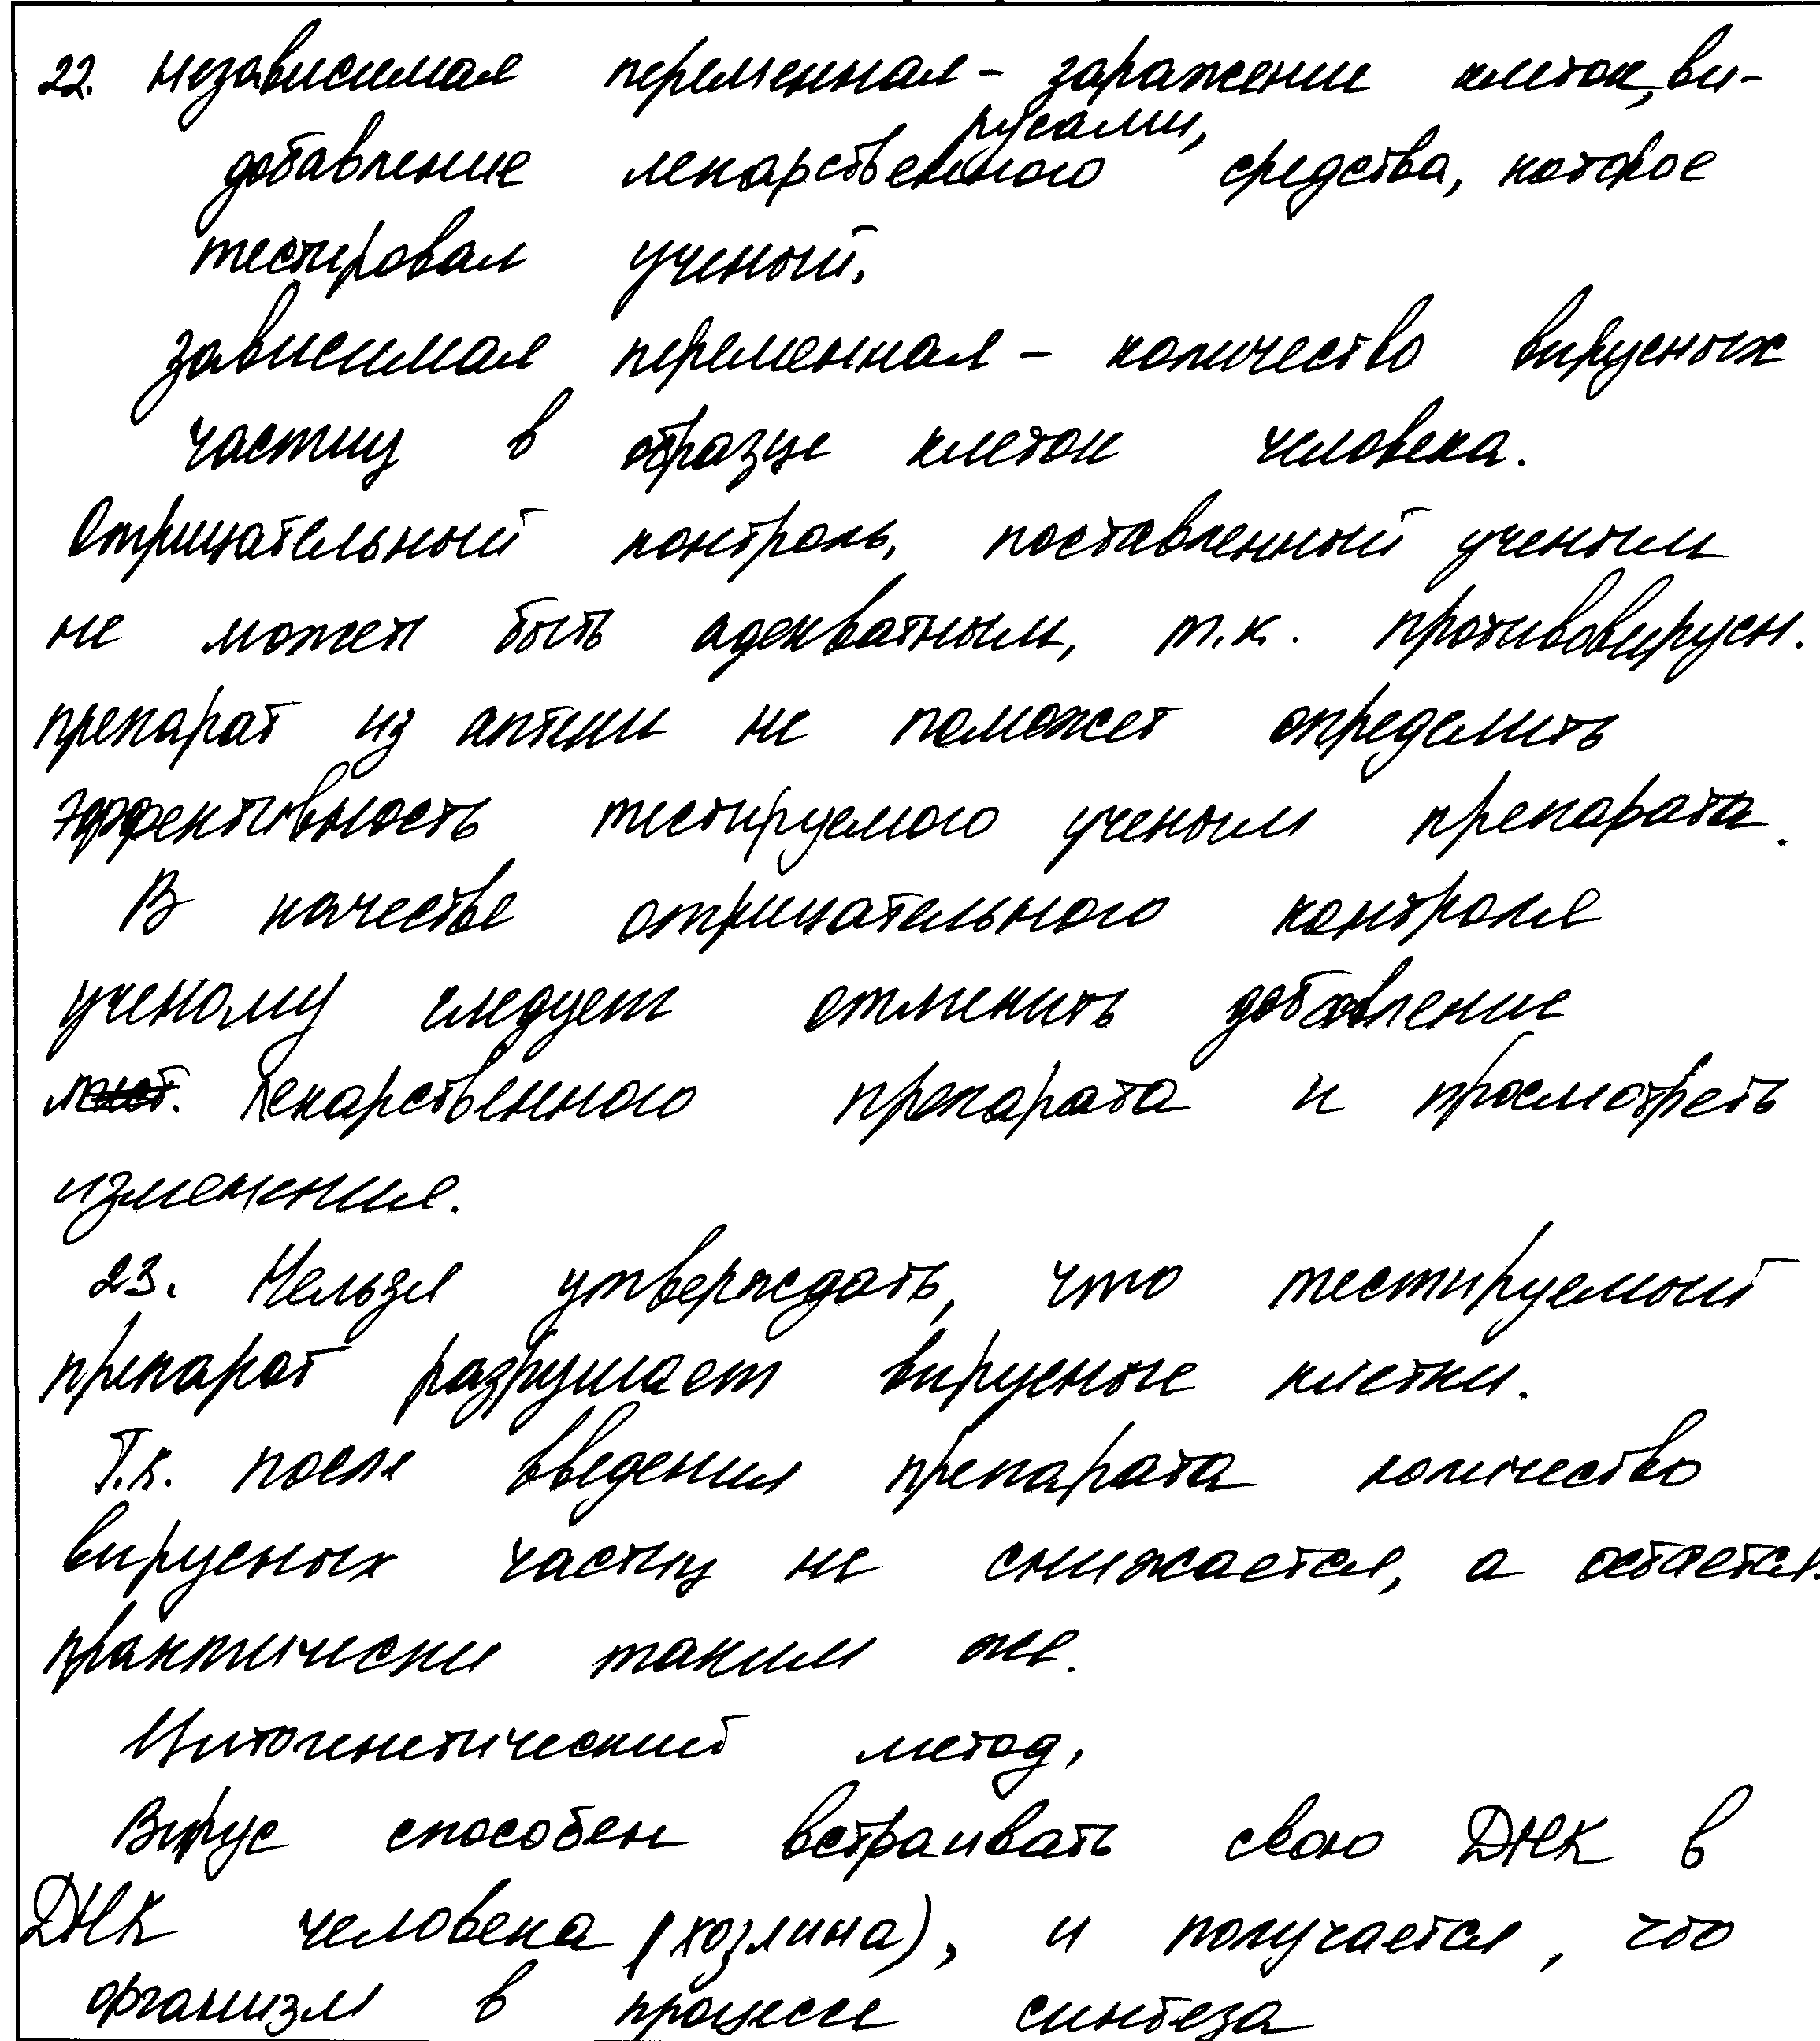 22. Независимая переменная - заражение клеток, ви-
русами,
добавление лекарственного средства, которое
тестировал ученый.
зависимая переменная - количество вирусных
частиц в образце клеток человека.
Отрицательный контроль, поставленный ученым
не может быть адекватным, т.к. противовирусн.
препарат из аптеки не поможет определить
эффективность тестируемого ученым препарата.
В качестве отрицательного контроля
ученому следует отменить добавление
лекарственного препарата и просмотреть
изменения.
23. Нельзя утверждать, что тестируемый
препарат разрушает вирусные клетки.
Т.к. после введения препарата количество
вирусных частиц не снижается, а остается
практически таким же.
Цитогенетический метод.
Вирус способен встраивать свою ДНК в
ДНК человека (хозяина), и получается, что
организм в процессе синтеза